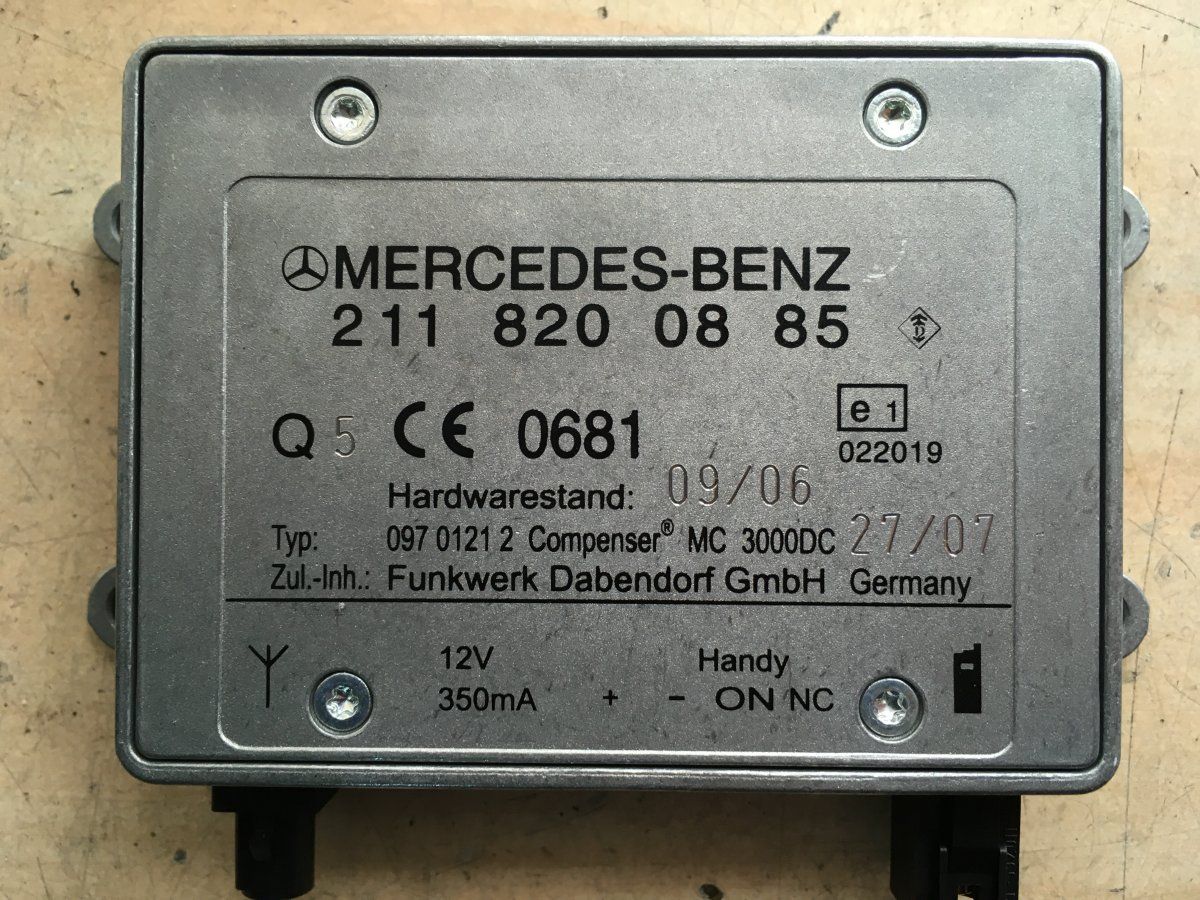 MERCEDES-BENZ
211 820 08 85
Q 5 CE 0681
e 1
022019
Hardwarestand: 09/06
Typ: 097 0121 2 Compenser® MC 3000DC 27/07
Zul.-Inh.: Funkwerk Dabendorf GmbH Germany
12V Handy
350mA + − ON NC